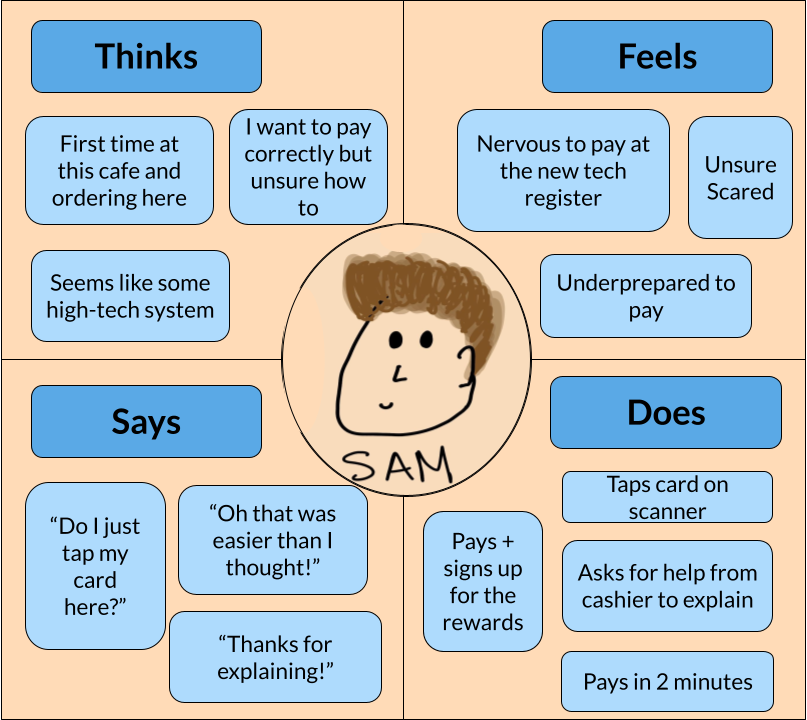 Thinks
First time at
this cafe and
ordering here
I want to pay
correctly but
unsure how
to
Seems like some
high-tech system
Feels
Nervous to pay at
the new tech
register
Unsure
Scared
Underprepared to
pay
SAM
Says
“Do I just
tap my
card
here?”
“Oh that was
easier than I
thought!”
“Thanks for
explaining!”
Does
Taps card on
scanner
Pays +
signs up
for the
rewards
Asks for help from
cashier to explain
Pays in 2 minutes